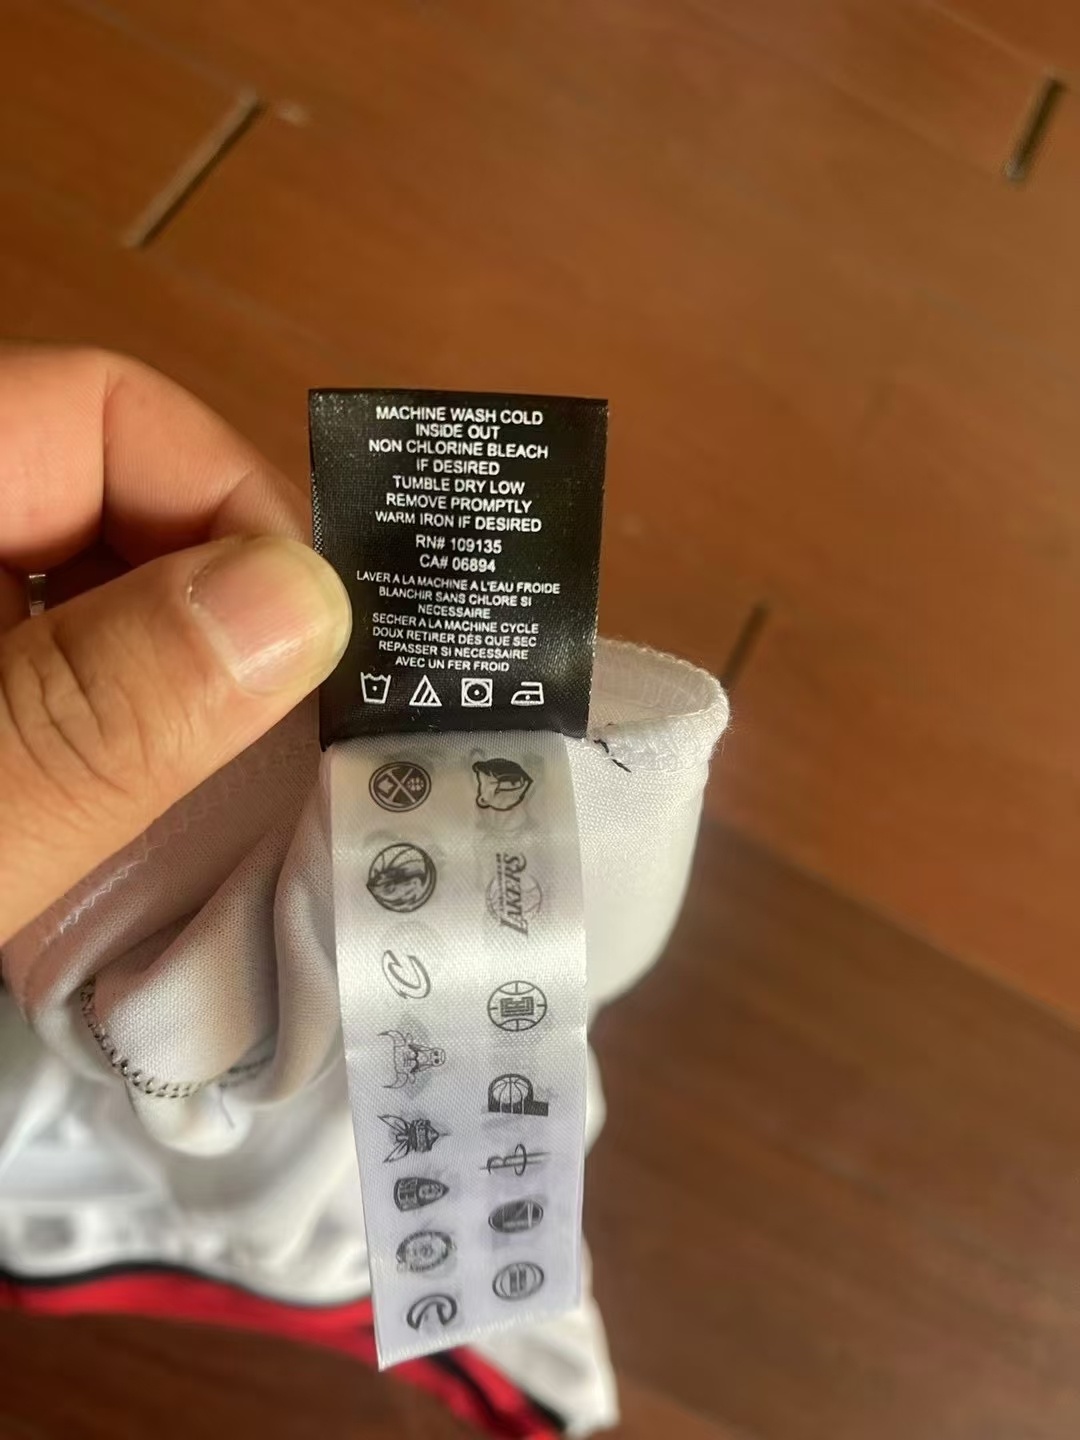 MACHINE WASH COLD
INSIDE OUT
NON CHLORINE BLEACH
IF DESIRED
TUMBLE DRY LOW
REMOVE PROMPTLY
WARM IRON IF DESIRED
RN# 109135
CA# 06894
LAVER A LA MACHINE A L'EAU FROIDE
BLANCHIR SANS CHLORE SI
NECESSAIRE
SECHER A LA MACHINE CYCLE
DOUX RETIRER DÈS QUE SEC
REPASSER SI NECESSAIRE
AVEC UN FER FROID
LAKERS